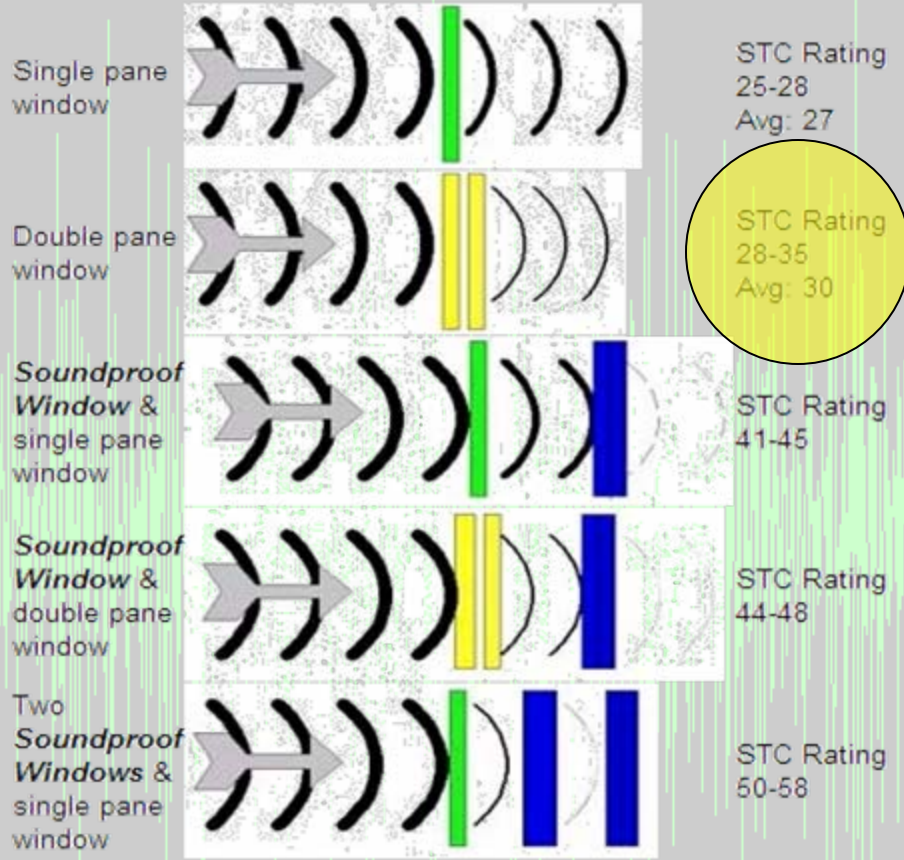 Single pane
window
STC Rating
25-28
Avg: 27
Double pane
window
STC Rating
28-35
Avg: 30
Soundproof
Window &
single pane
window
STC Rating
41-45
Soundproof
Window &
double pane
window
STC Rating
44-48
Two
Soundproof
Windows &
single pane
window
STC Rating
50-58